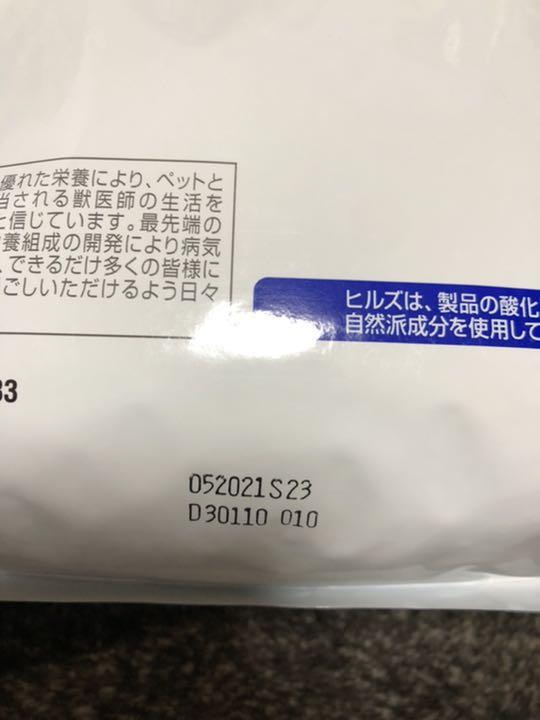 優れた栄養により、ペットと
当される獣医師の生活を
と信じています。最先端の
養組成の開発により病気
、できるだけ多くの皆様に
ごしいただけるよう日々
ヒルズは、製品の酸化
自然派成分を使用して
33
052021S23
D30110 010